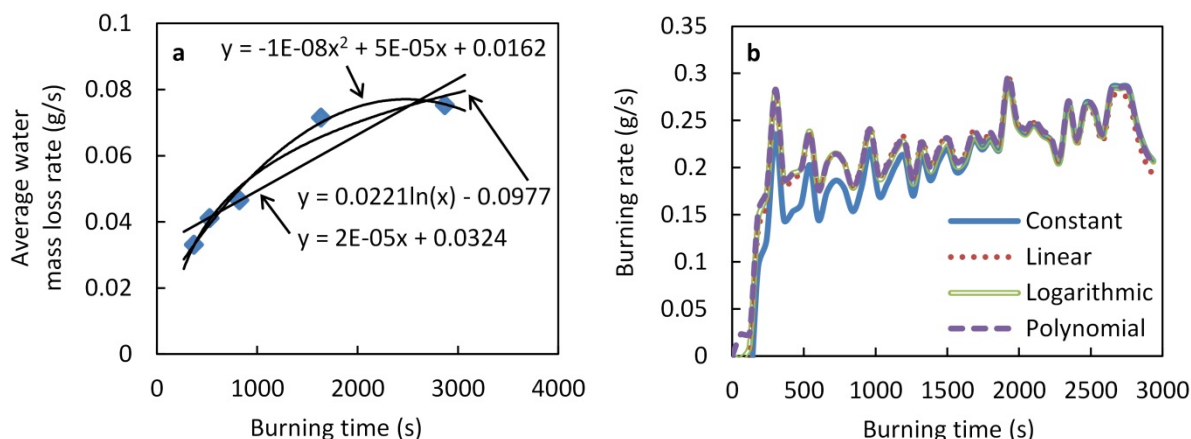 Average water
mass loss rate (g/s)
0.1
0.08
0.06
0.04
0.02
0
a
y = -1E-08x² + 5E-05x + 0.0162
y = 0.0221ln(x) - 0.0977
y = 2E-05x + 0.0324
0 1000 2000 3000 4000
Burning time (s)
Burning rate (g/s)
0.35
0.3
0.25
0.2
0.15
0.1
0.05
0
b
Constant
Linear
Logarithmic
Polynomial
0 500 1000 1500 2000 2500 3000
Burning time (s)